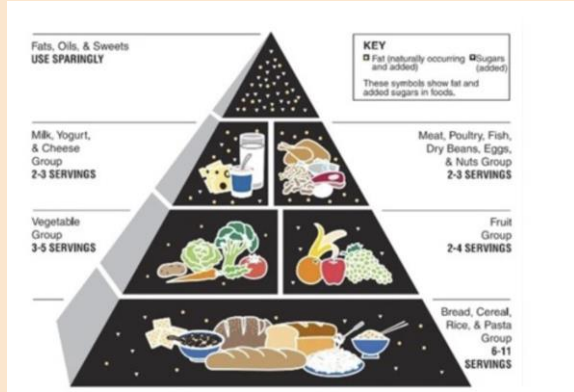 Fats, Oils, & Sweets
USE SPARINGLY
KEY
Fat (naturally occurring and added)
Sugars (added)
These symbols show fat and
added sugars in foods.
Milk, Yogurt,
& Cheese
Group
2-3 SERVINGS
Meat, Poultry, Fish,
Dry Beans, Eggs,
& Nuts Group
2-3 SERVINGS
Vegetable
Group
3-5 SERVINGS
Fruit
Group
2-4 SERVINGS
Bread, Cereal,
Rice, & Pasta
Group
6-11
SERVINGS